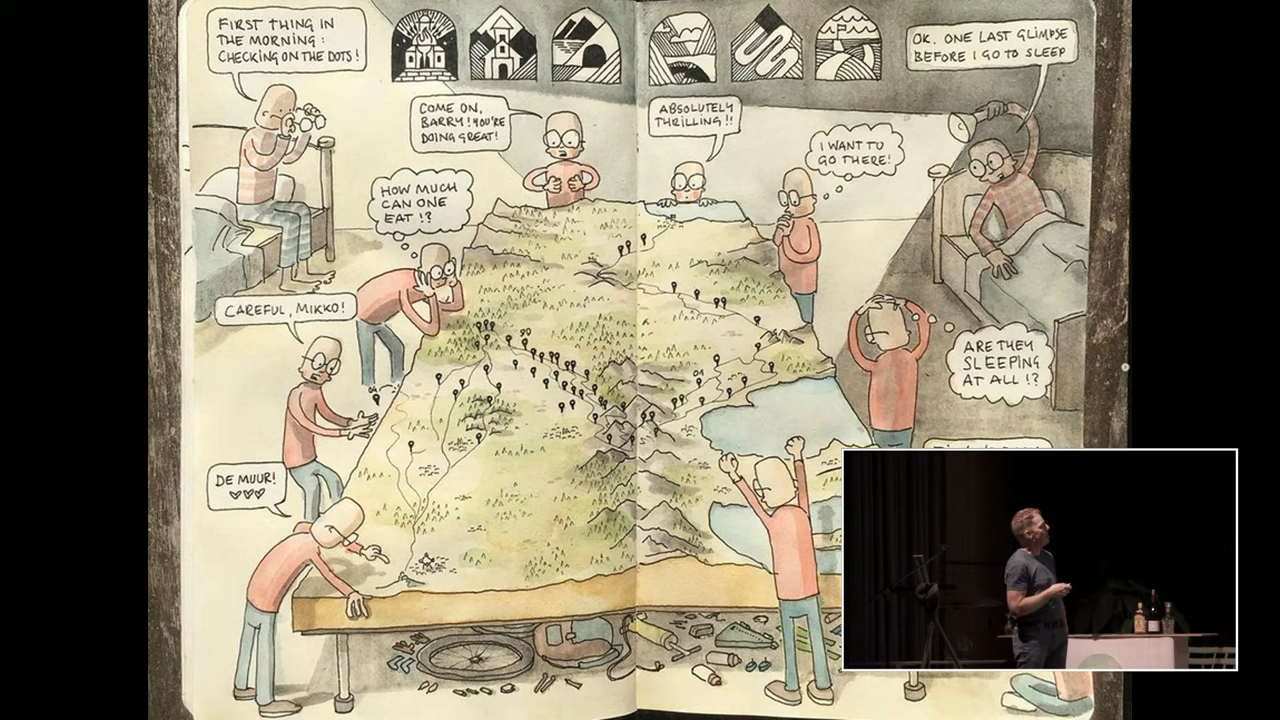 FIRST THING IN
THE MORNING:
CHECKING ON THE DOTS!
COME ON,
BARRY! YOU'RE
DOING GREAT!
ABSOLUTELY
THRILLING!!
OK. ONE LAST GLIMPSE
BEFORE I GO TO SLEEP
I WANT TO
GO THERE!
HOW MUCH
CAN ONE
EAT!?
CAREFUL, MIKKO!
ARE THEY
SLEEPING
AT ALL!?
DE MUUR!
90